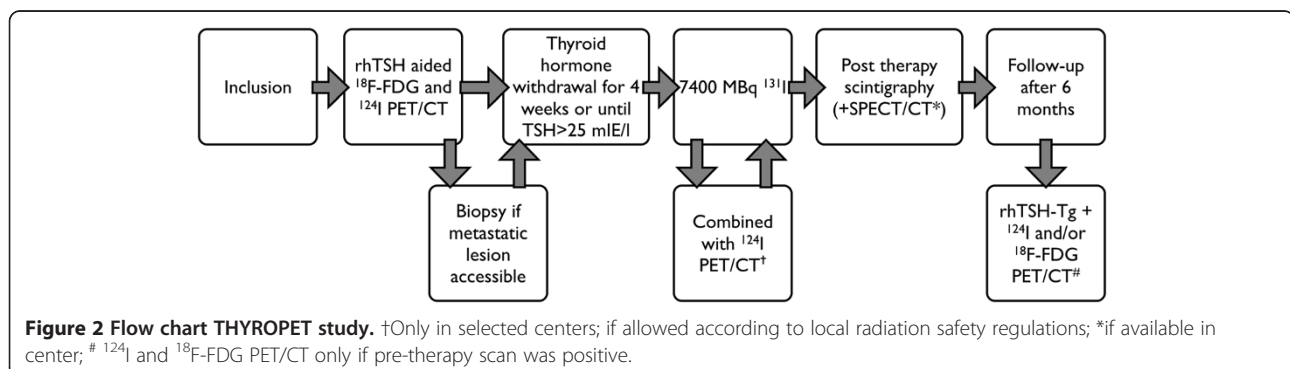 Inclusion
rhTSH aided
¹⁸F-FDG and
¹²⁴I PET/CT
Thyroid
hormone
withdrawal for 4
weeks or until
TSH>25 mIE/l
7400 MBq ¹³¹I
Post therapy
scintigraphy
(+SPECT/CT*)
Follow-up
after 6
months
Biopsy if
metastatic
lesion
accessible
Combined
with ¹²⁴I
PET/CT†
rhTSH-Tg +
¹²⁴I and/or
¹⁸F-FDG
PET/CT#
Figure 2 Flow chart THYROPET study. †Only in selected centers; if allowed according to local radiation safety regulations; *if available in
center; # ¹²⁴I and ¹⁸F-FDG PET/CT only if pre-therapy scan was positive.